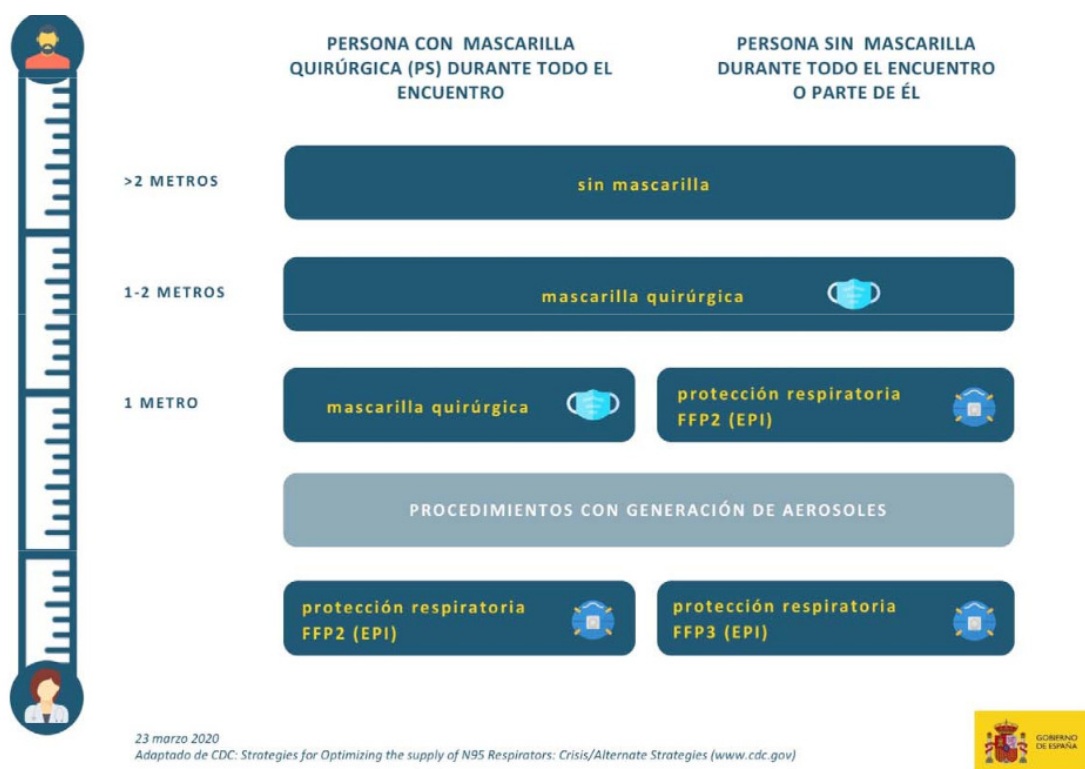 PERSONA CON MASCARILLA
QUIRÚRGICA (PS) DURANTE TODO EL
ENCUENTRO
PERSONA SIN MASCARILLA
DURANTE TODO EL ENCUENTRO
O PARTE DE ÉL
>2 METROS
sin mascarilla
1-2 METROS
mascarilla quirúrgica
1 METRO
mascarilla quirúrgica
protección respiratoria
FFP2 (EPI)
PROCEDIMIENTOS CON GENERACIÓN DE AEROSOLES
protección respiratoria
FFP2 (EPI)
protección respiratoria
FFP3 (EPI)
23 marzo 2020
Adaptado de CDC: Strategies for Optimizing the supply of N95 Respirators: Crisis/Alternate Strategies (www.cdc.gov)
GOBIERNO
DE ESPAÑA